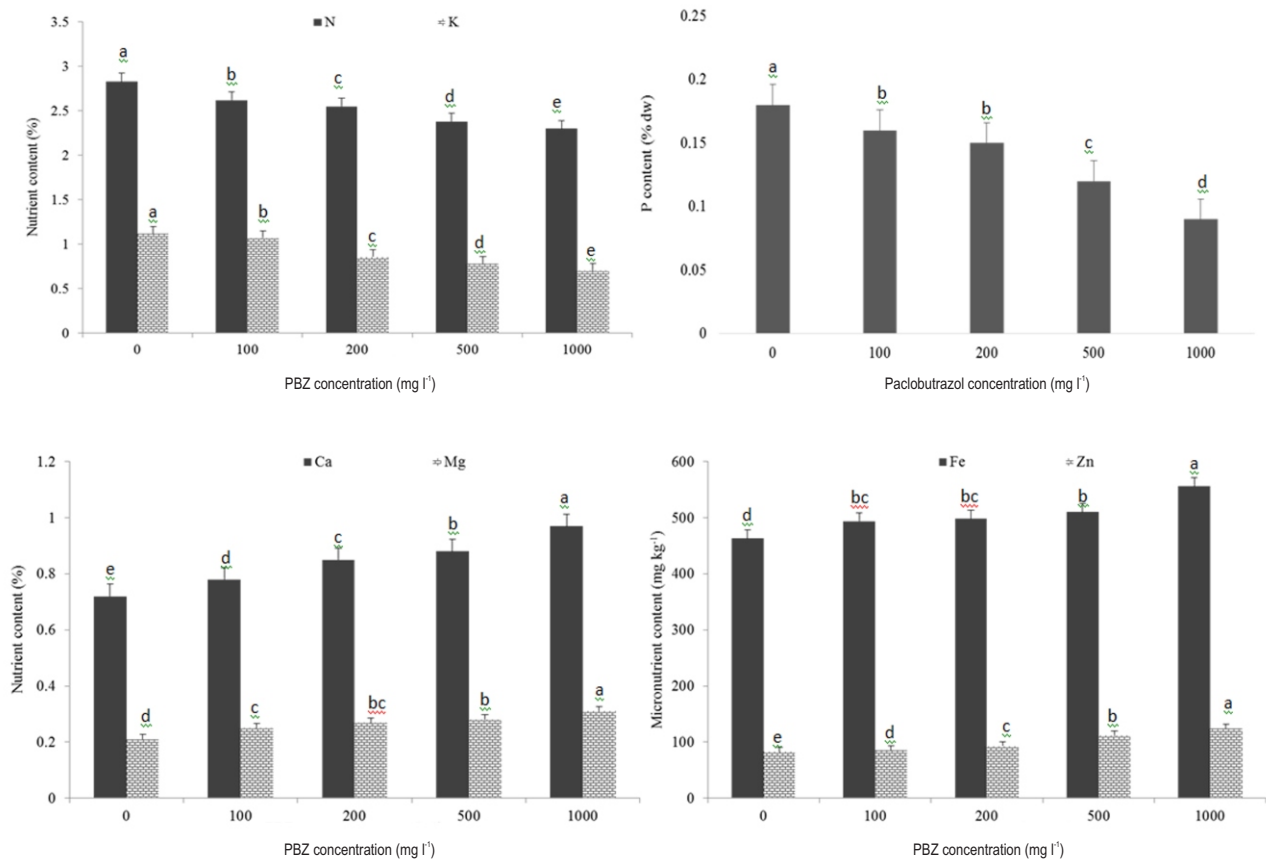 N K
3.5
3
2.5
2
1.5
1
0.5
0
Nutrient content (%)
a b c d e
a b c d e
0 100 200 500 1000
PBZ concentration (mg l⁻¹)
0.25
0.2
0.15
0.1
0.05
0
P content (% dw)
a b b c d
0 100 200 500 1000
Paclobutrazol concentration (mg l⁻¹)
Ca Mg
1.2
1
0.8
0.6
0.4
0.2
0
Nutrient content (%)
e d c b a
d c bc b a
0 100 200 500 1000
PBZ concentration (mg l⁻¹)
Fe Zn
600
500
400
300
200
100
0
Micronutrient content (mg kg⁻¹)
d bc bc b a
e d c b a
0 100 200 500 1000
PBZ concentration (mg l⁻¹)